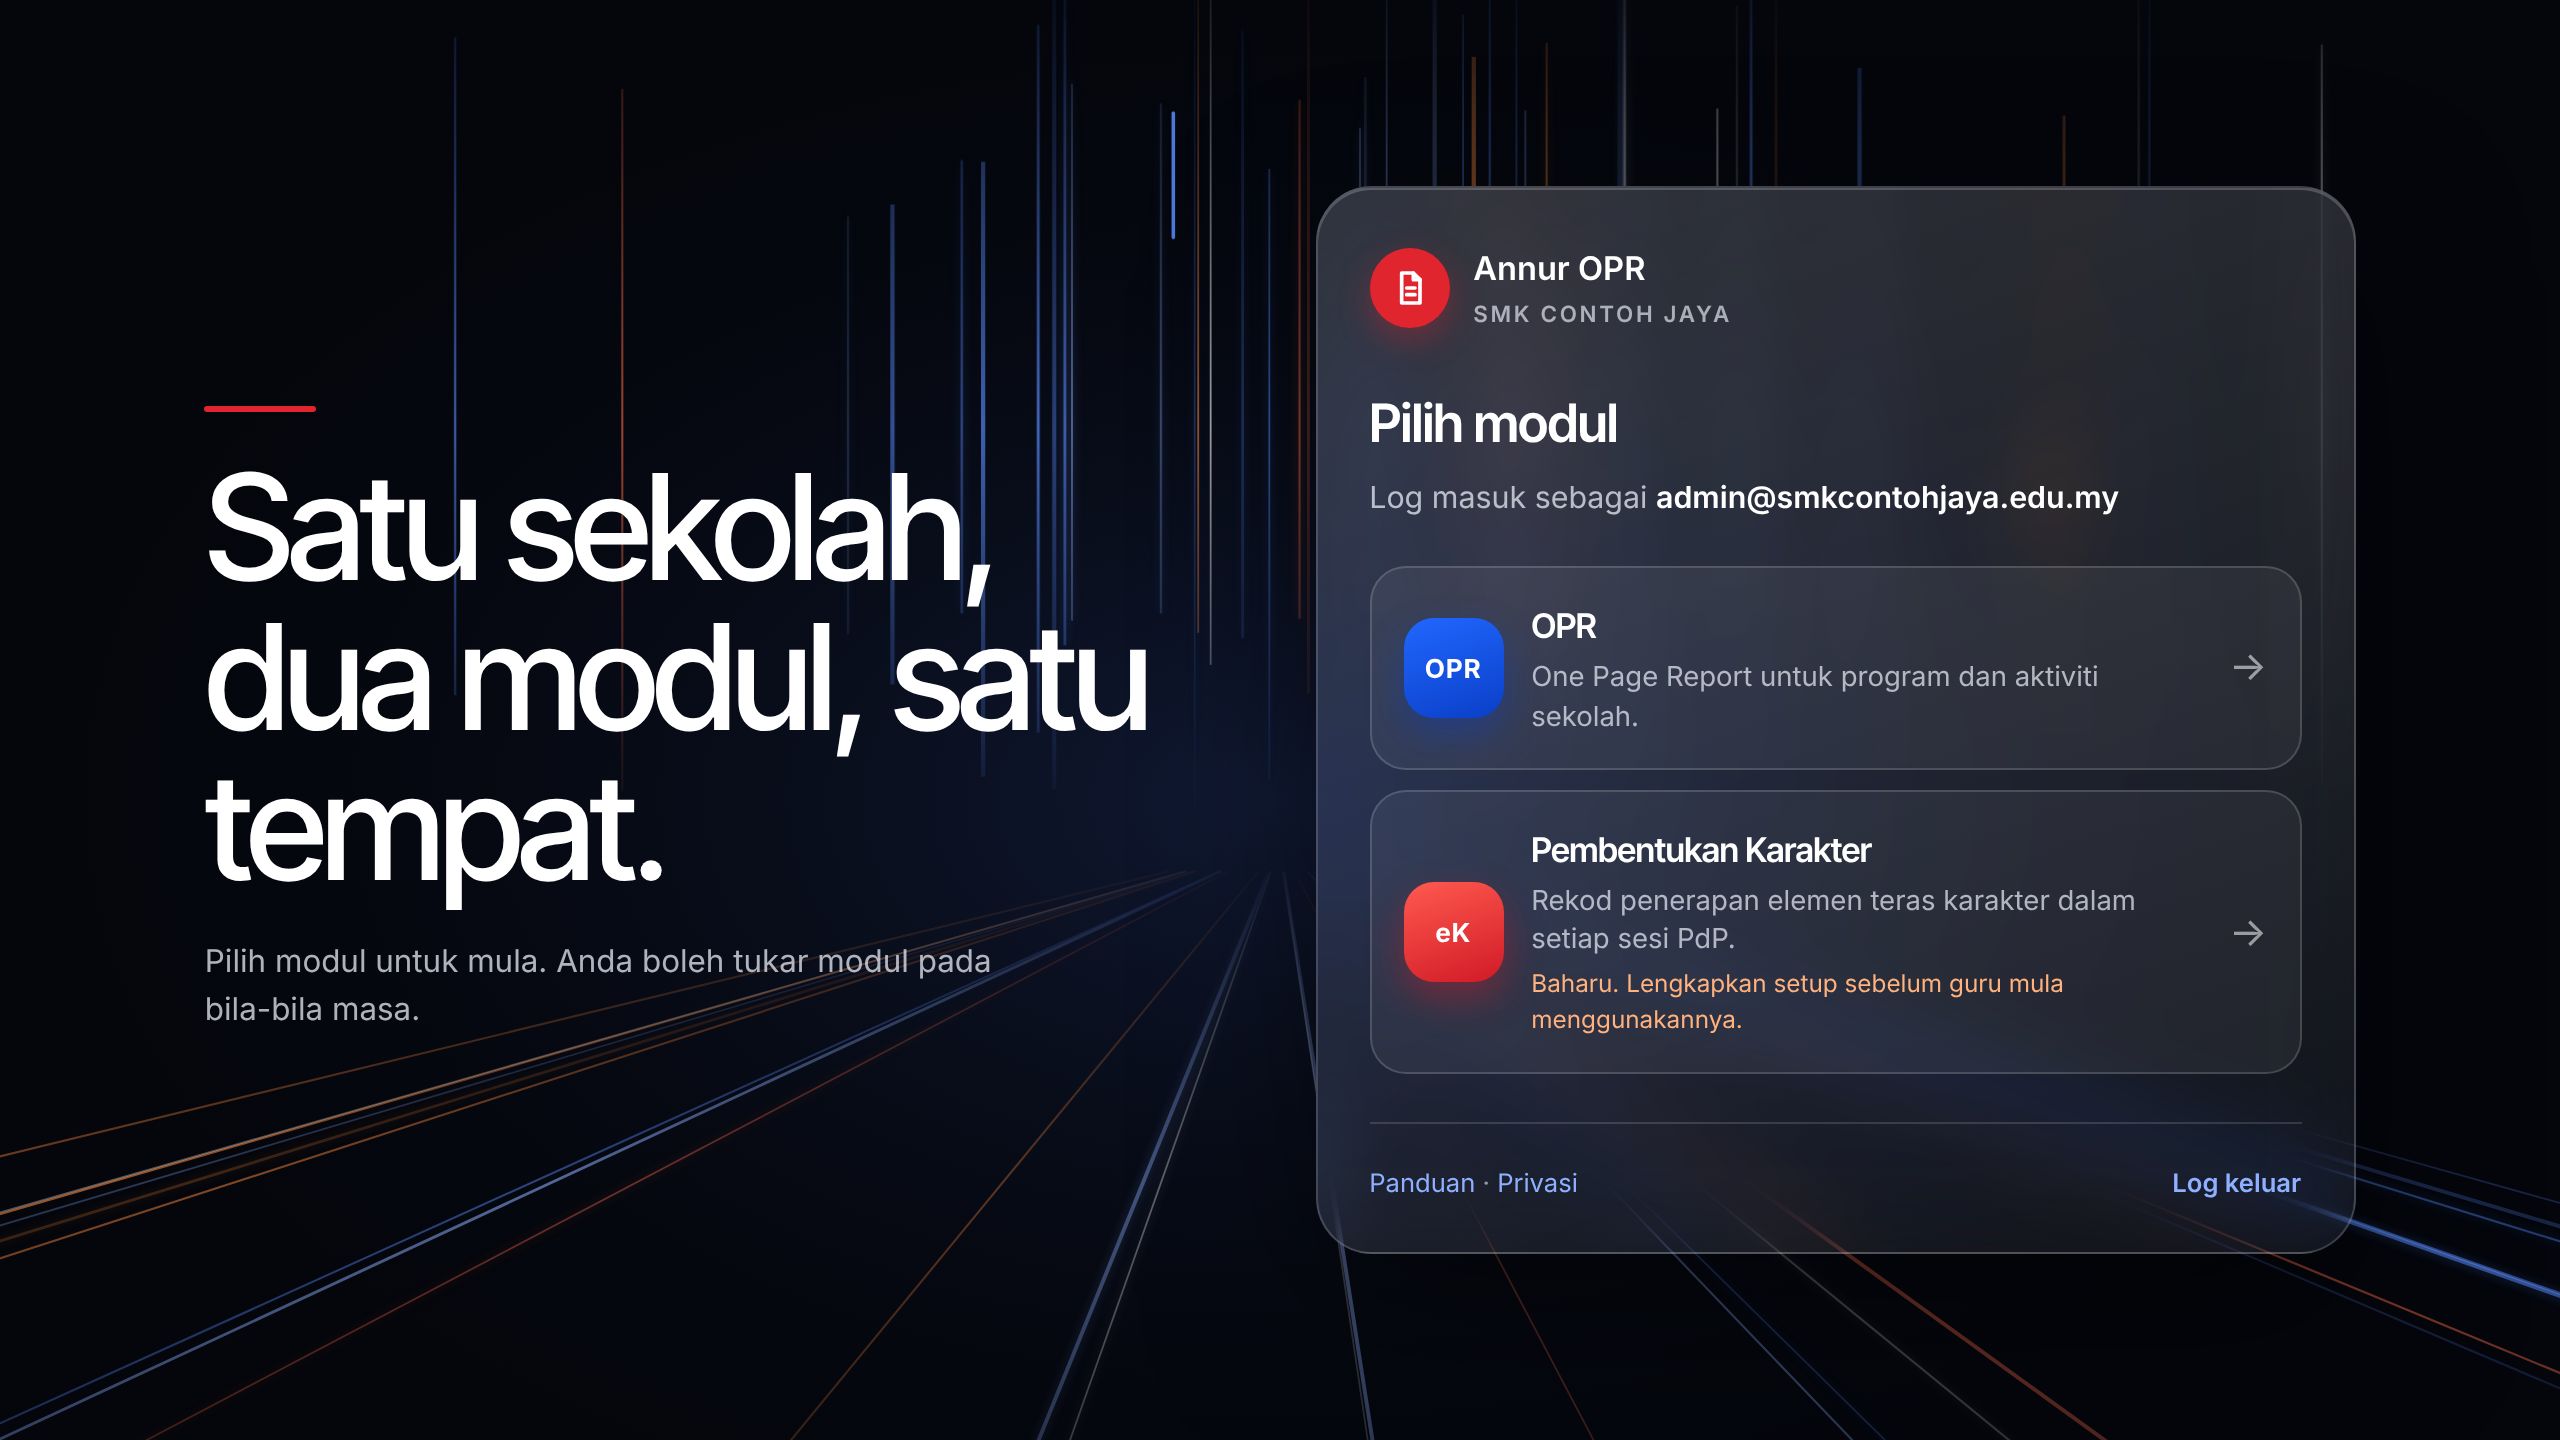 Satu sekolah,
dua modul, satu
tempat.
Pilih modul untuk mula. Anda boleh tukar modul pada
bila-bila masa.
Annur OPR
SMK CONTOH JAYA
Pilih modul
Log masuk sebagai admin@smkcontohjaya.edu.my
OPR
OPR
One Page Report untuk program dan aktiviti
sekolah.
eK
Pembentukan Karakter
Rekod penerapan elemen teras karakter dalam
setiap sesi PdP.
Baharu. Lengkapkan setup sebelum guru mula
menggunakannya.
Panduan · Privasi
Log keluar